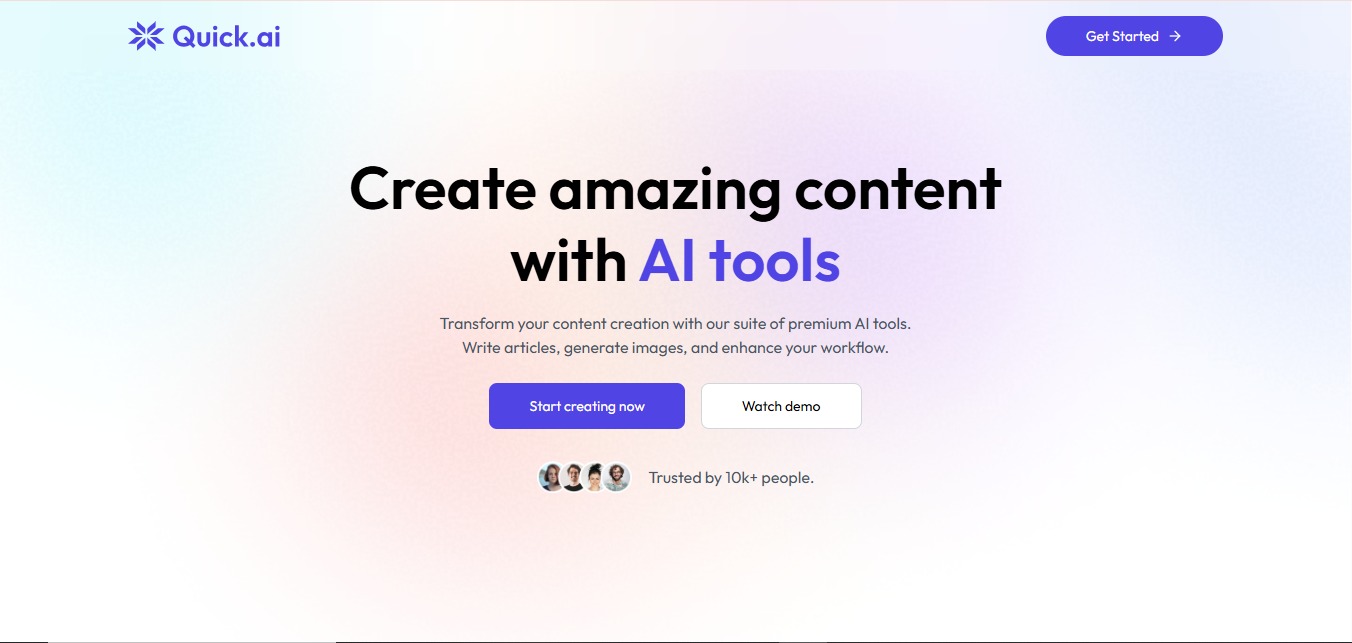 Quick.ai
Get Started
Create amazing content
with AI tools
Transform your content creation with our suite of premium AI tools.
Write articles, generate images, and enhance your workflow.
Start creating now
Watch demo
Trusted by 10k+ people.